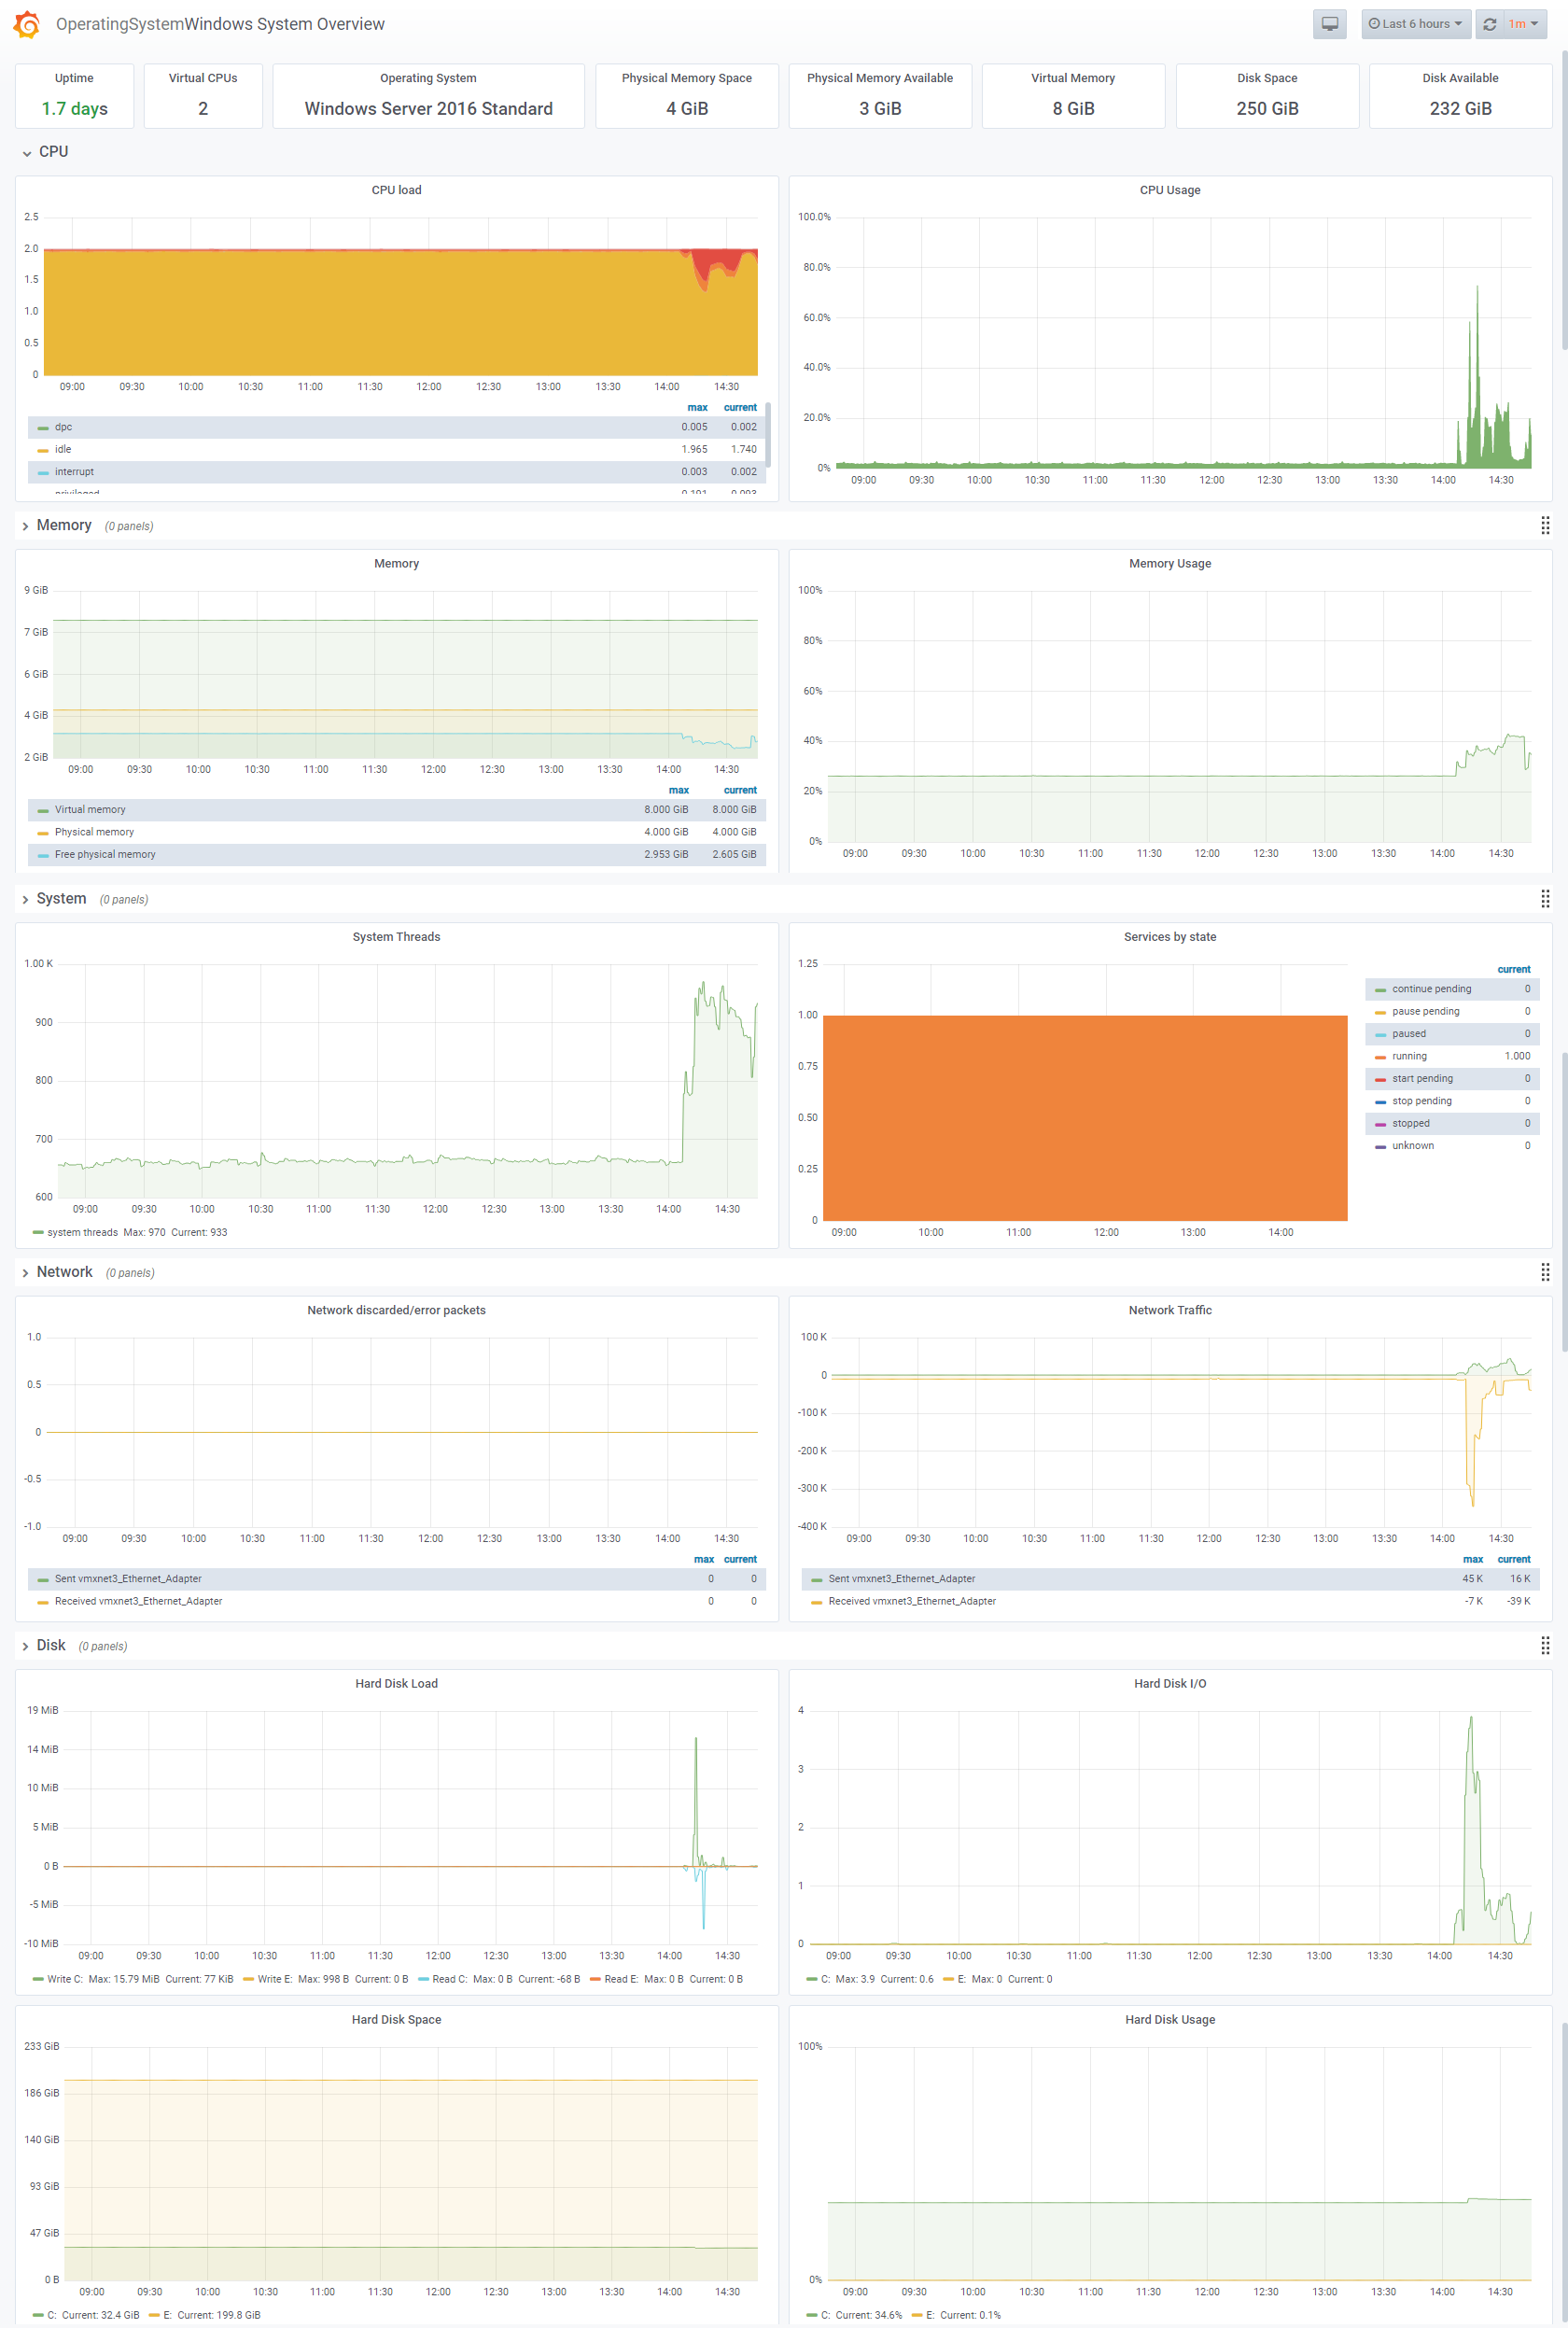 OperatingSystemWindows System Overview
Last 6 hours
1m
Uptime
1.7 days
Virtual CPUs
2
Operating System
Windows Server 2016 Standard
Physical Memory Space
4 GiB
Physical Memory Available
3 GiB
Virtual Memory
8 GiB
Disk Space
250 GiB
Disk Available
232 GiB
CPU
CPU load
2.5
2.0
1.5
1.0
0.5
0
09:00 09:30 10:00 10:30 11:00 11:30 12:00 12:30 13:00 13:30 14:00 14:30
max current
dpc 0.005 0.002
idle 1.965 1.740
interrupt 0.003 0.002
privileged 0.191 0.093
CPU Usage
100.0%
80.0%
60.0%
40.0%
20.0%
0%
09:00 09:30 10:00 10:30 11:00 11:30 12:00 12:30 13:00 13:30 14:00 14:30
Memory (0 panels)
Memory
9 GiB
7 GiB
6 GiB
4 GiB
2 GiB
09:00 09:30 10:00 10:30 11:00 11:30 12:00 12:30 13:00 13:30 14:00 14:30
max current
Virtual memory 8.000 GiB 8.000 GiB
Physical memory 4.000 GiB 4.000 GiB
Free physical memory 2.953 GiB 2.605 GiB
Memory Usage
100%
80%
60%
40%
20%
0%
09:00 09:30 10:00 10:30 11:00 11:30 12:00 12:30 13:00 13:30 14:00 14:30
System (0 panels)
System Threads
1.00 K
900
800
700
600
09:00 09:30 10:00 10:30 11:00 11:30 12:00 12:30 13:00 13:30 14:00 14:30
system threads Max: 970 Current: 933
Services by state
1.25
1.00
0.75
0.50
0.25
0
09:00 10:00 11:00 12:00 13:00 14:00
current
continue pending 0
pause pending 0
paused 0
running 1.000
start pending 0
stop pending 0
stopped 0
unknown 0
Network (0 panels)
Network discarded/error packets
1.0
0.5
0
-0.5
-1.0
09:00 09:30 10:00 10:30 11:00 11:30 12:00 12:30 13:00 13:30 14:00 14:30
max current
Sent vmxnet3_Ethernet_Adapter 0 0
Received vmxnet3_Ethernet_Adapter 0 0
Network Traffic
100 K
0
-100 K
-200 K
-300 K
-400 K
09:00 09:30 10:00 10:30 11:00 11:30 12:00 12:30 13:00 13:30 14:00 14:30
max current
Sent vmxnet3_Ethernet_Adapter 45 K 16 K
Received vmxnet3_Ethernet_Adapter -7 K -39 K
Disk (0 panels)
Hard Disk Load
19 MiB
14 MiB
10 MiB
5 MiB
0 B
-5 MiB
-10 MiB
09:00 09:30 10:00 10:30 11:00 11:30 12:00 12:30 13:00 13:30 14:00 14:30
Write C: Max: 15.79 MiB Current: 77 KiB Write E: Max: 998 B Current: 0 B Read C: Max: 0 B Current: -68 B Read E: Max: 0 B Current: 0 B
Hard Disk I/O
4
3
2
1
0
09:00 09:30 10:00 10:30 11:00 11:30 12:00 12:30 13:00 13:30 14:00 14:30
C: Max: 3.9 Current: 0.6 E: Max: 0 Current: 0
Hard Disk Space
233 GiB
186 GiB
140 GiB
93 GiB
47 GiB
0 B
09:00 09:30 10:00 10:30 11:00 11:30 12:00 12:30 13:00 13:30 14:00 14:30
C: Current: 32.4 GiB E: Current: 199.8 GiB
Hard Disk Usage
100%
0%
09:00 09:30 10:00 10:30 11:00 11:30 12:00 12:30 13:00 13:30 14:00 14:30
C: Current: 34.6% E: Current: 0.1%